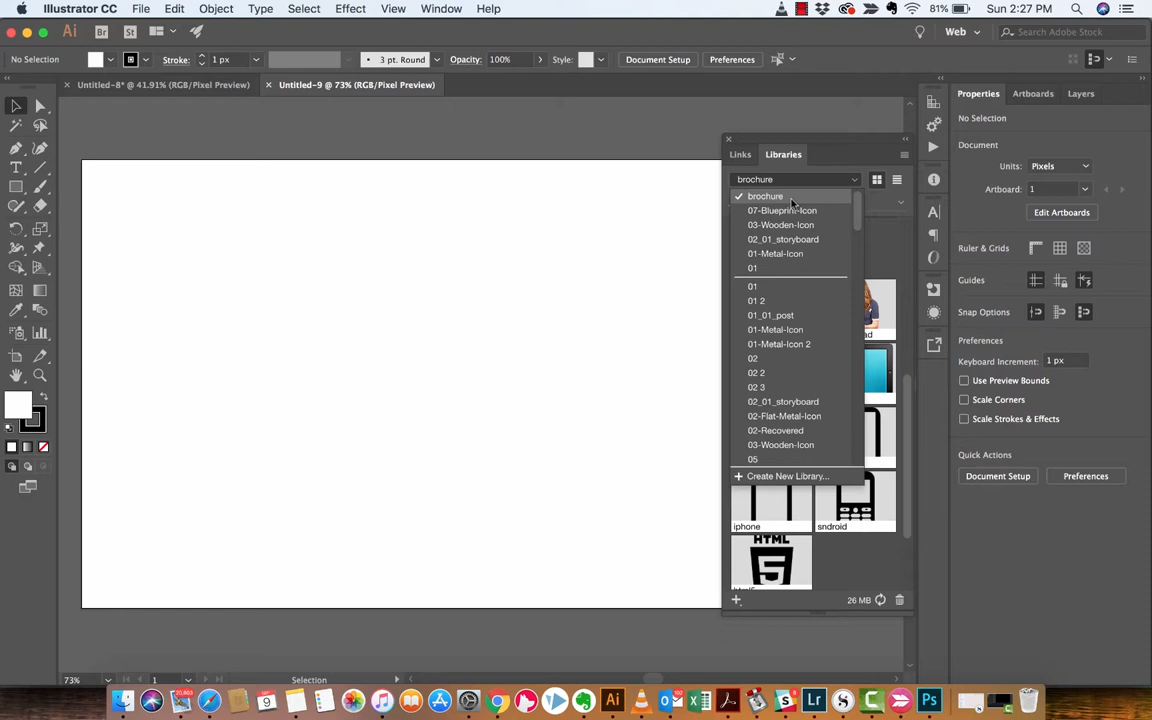 Illustrator CC File Edit Object Type Select Effect View Window Help 81% Sun 2:27 PM
Ai Br St Web Search Adobe Stock
No Selection Stroke: 1 px 3 pt. Round Opacity: 100% Style: Document Setup Preferences
× Untitled-8* @ 41.91% (RGB/Pixel Preview) × Untitled-9 @ 73% (RGB/Pixel Preview)
Properties Artboards Layers
No Selection
Document
Units: Pixels
Artboard: 1
Edit Artboards
Ruler & Grids
Guides
Snap Options
Preferences
Keyboard Increment: 1 px
Use Preview Bounds
Scale Corners
Scale Strokes & Effects
Quick Actions
Document Setup Preferences
Links Libraries
brochure
brochure
07-Blueprint-Icon
03-Wooden-Icon
02_01_storyboard
01-Metal-Icon
01
01
01 2
01_01_post
01-Metal-Icon
01-Metal-Icon 2
02
02 2
02 3
02_01_storyboard
02-Flat-Metal-Icon
02-Recovered
03-Wooden-Icon
05
Create New Library...
iphone sndroid
HTML
26 MB
73% 1 Selection